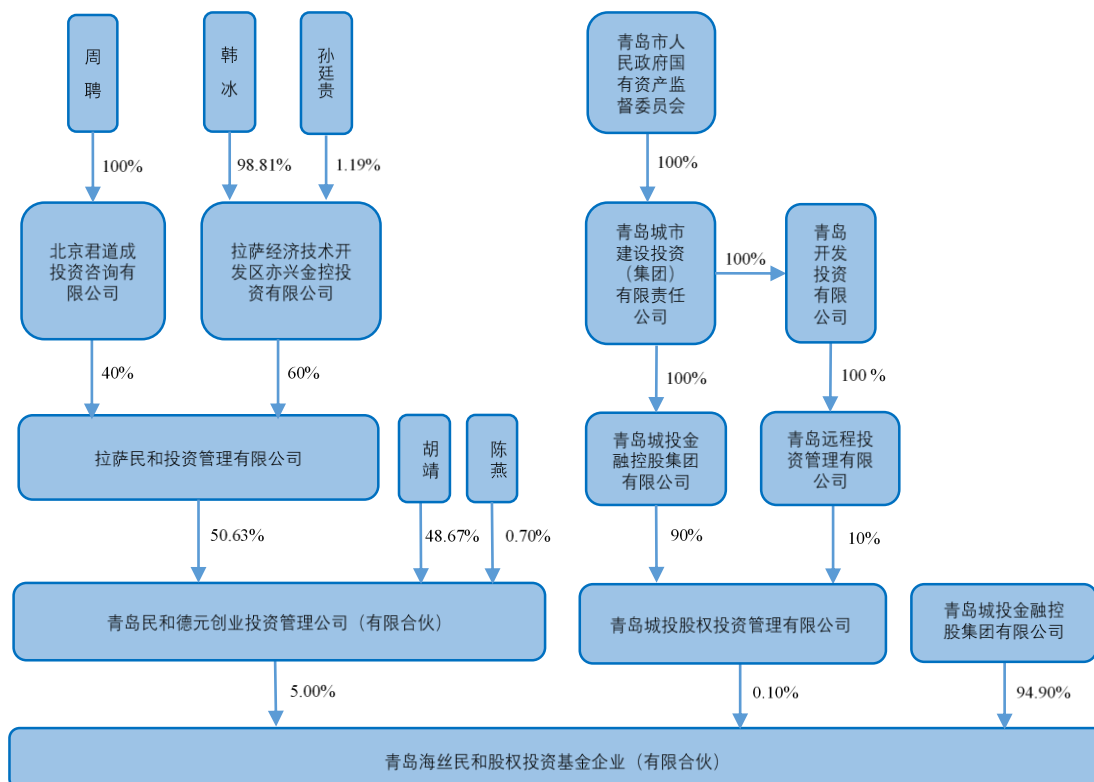 周
聘
韩
冰
孙
廷
贵
青岛市人
民政府国
有资产监
督委员会
100%
98.81%
1.19%
100%
北京君道成
投资咨询有
限公司
拉萨经济技术开
发区亦兴金控投
资有限公司
青岛城市
建设投资
（集团）
有限责任
公司
100%
青岛
开发
投资
有限
公司
40%
60%
100%
100 %
拉萨民和投资管理有限公司
胡
靖
陈
燕
青岛城投金
融控股集团
有限公司
青岛远程投
资管理有限
公司
50.63%
48.67%
0.70%
90%
10%
青岛民和德元创业投资管理公司（有限合伙）
青岛城投股权投资管理有限公司
青岛城投金融控
股集团有限公司
5.00%
0.10%
94.90%
青岛海丝民和股权投资基金企业（有限合伙）